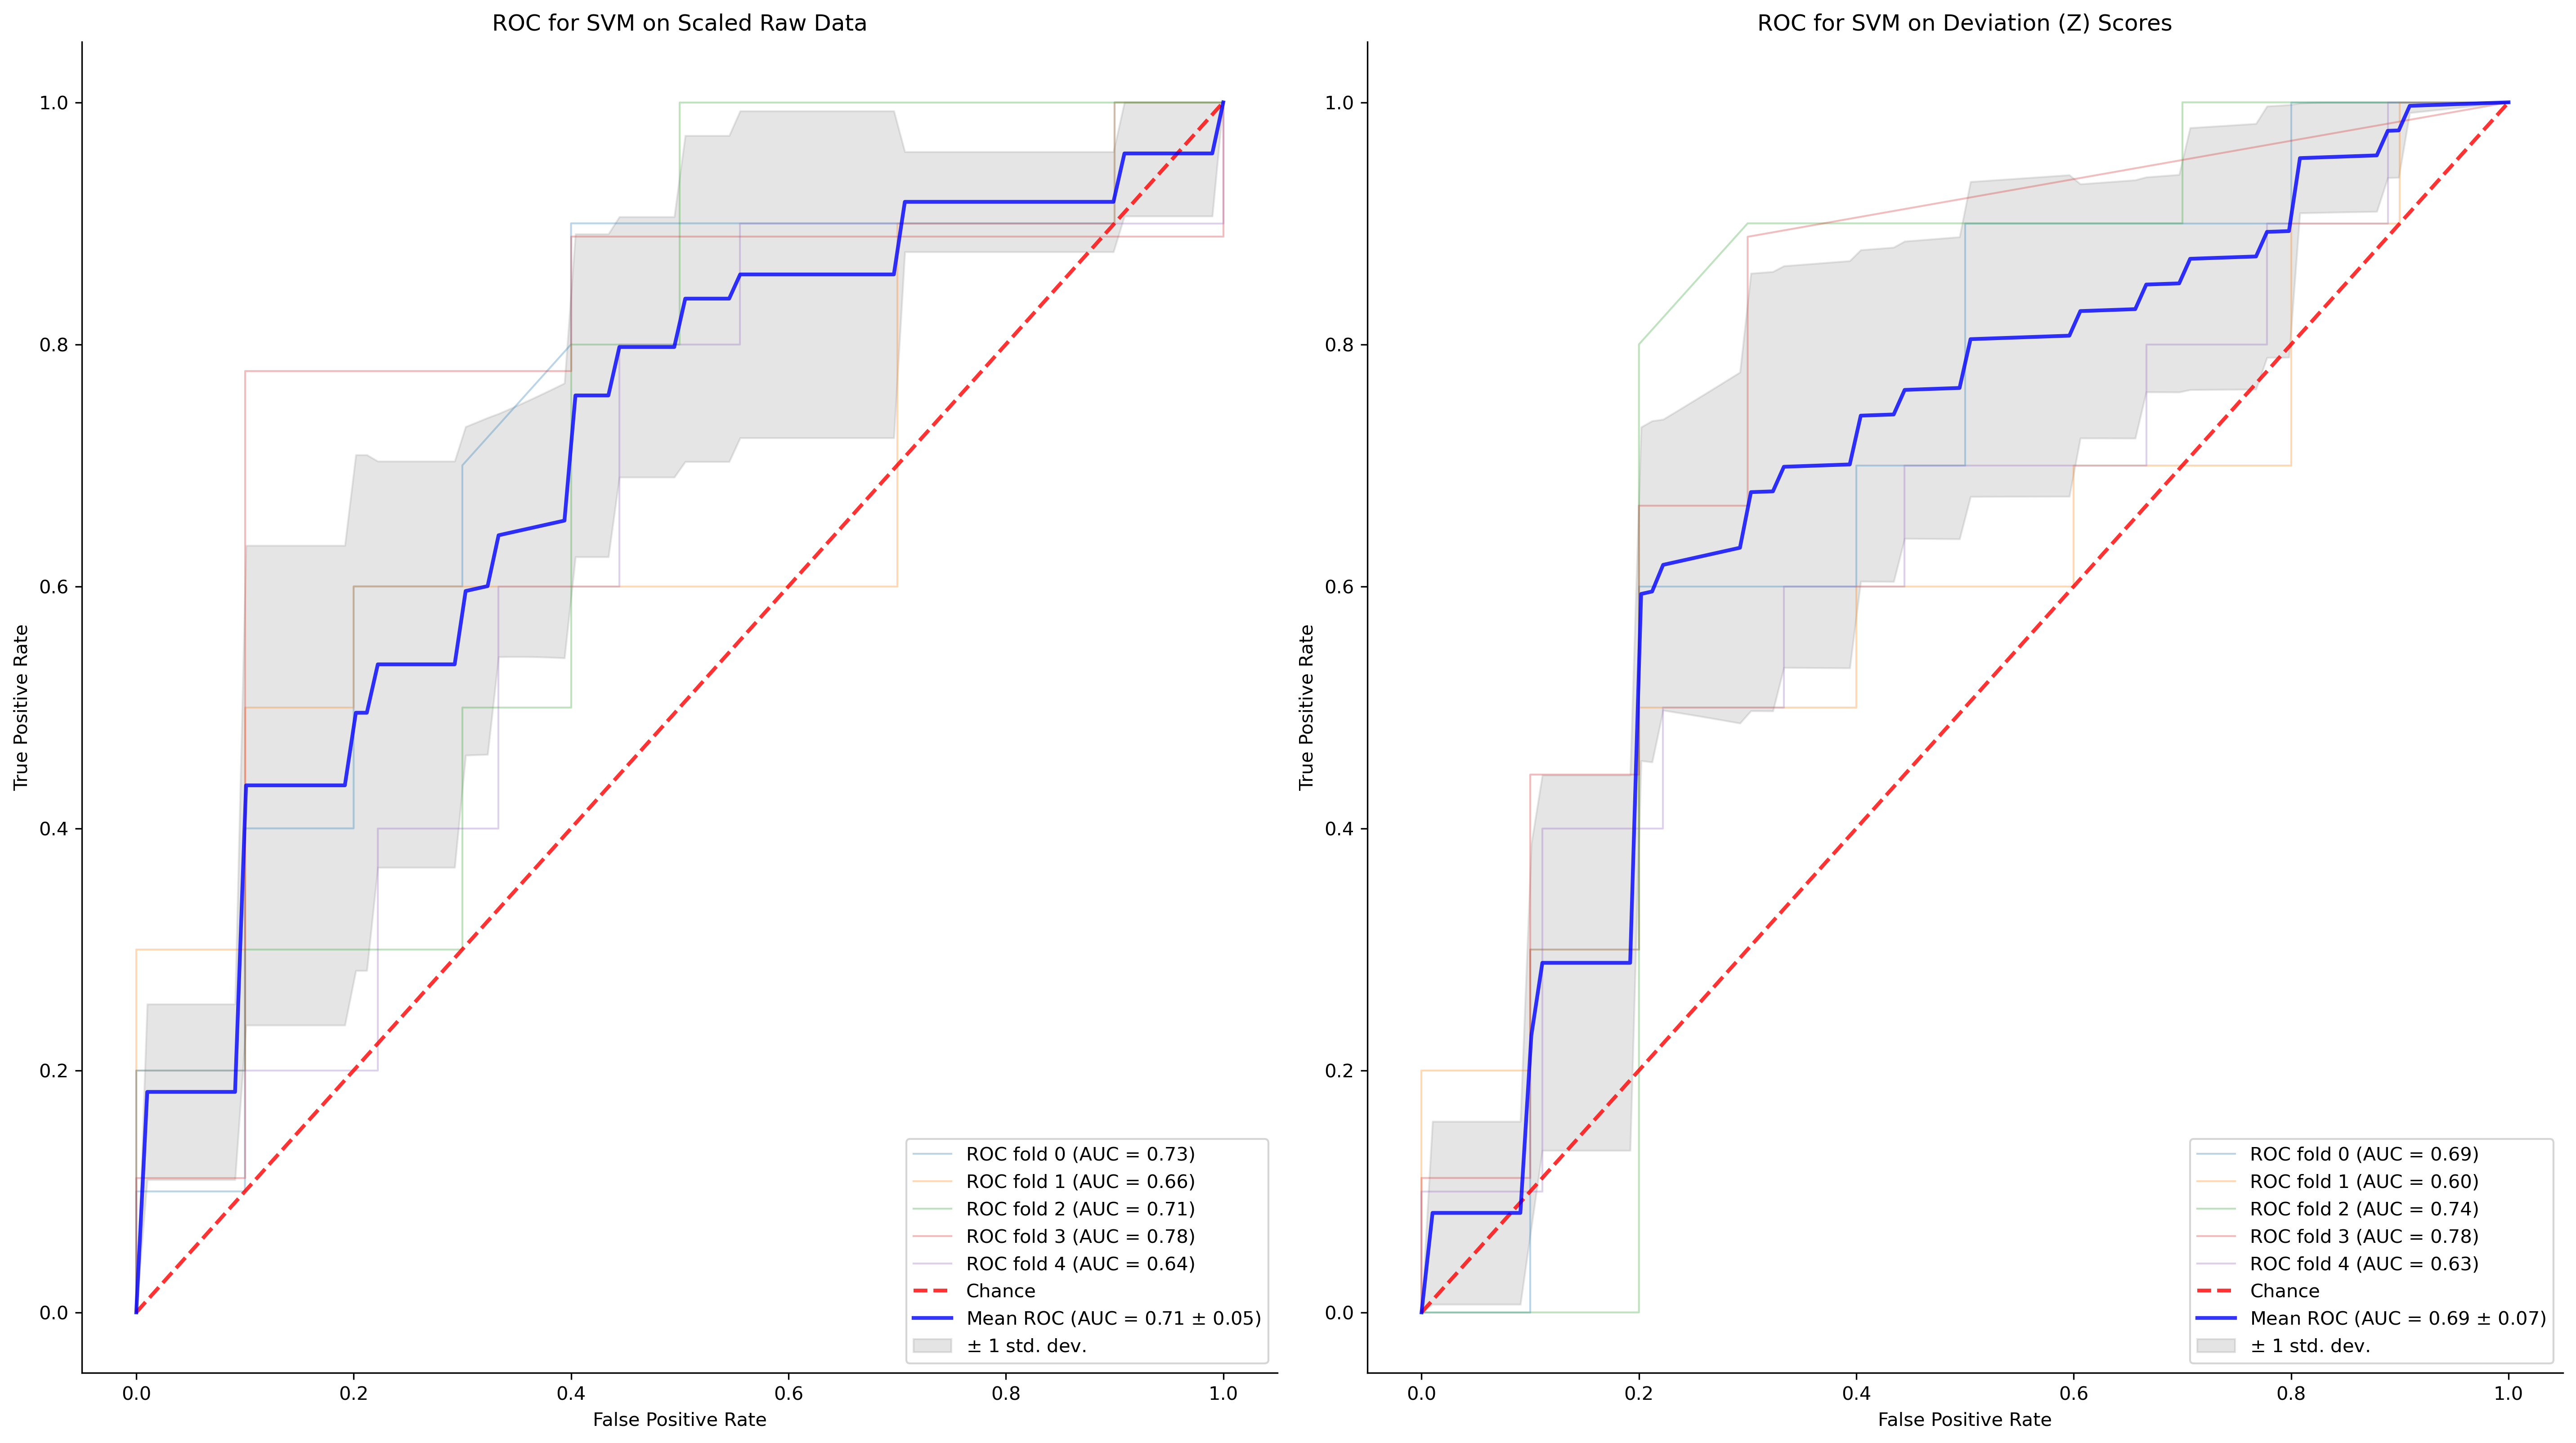 ROC for SVM on Scaled Raw Data
True Positive Rate
1.0
0.8
0.6
0.4
0.2
0.0
ROC fold 0 (AUC = 0.73)
ROC fold 1 (AUC = 0.66)
ROC fold 2 (AUC = 0.71)
ROC fold 3 (AUC = 0.78)
ROC fold 4 (AUC = 0.64)
Chance
Mean ROC (AUC = 0.71 ± 0.05)
± 1 std. dev.
0.0 0.2 0.4 0.6 0.8 1.0
False Positive Rate
ROC for SVM on Deviation (Z) Scores
True Positive Rate
1.0
0.8
0.6
0.4
0.2
0.0
ROC fold 0 (AUC = 0.69)
ROC fold 1 (AUC = 0.60)
ROC fold 2 (AUC = 0.74)
ROC fold 3 (AUC = 0.78)
ROC fold 4 (AUC = 0.63)
Chance
Mean ROC (AUC = 0.69 ± 0.07)
± 1 std. dev.
0.0 0.2 0.4 0.6 0.8 1.0
False Positive Rate